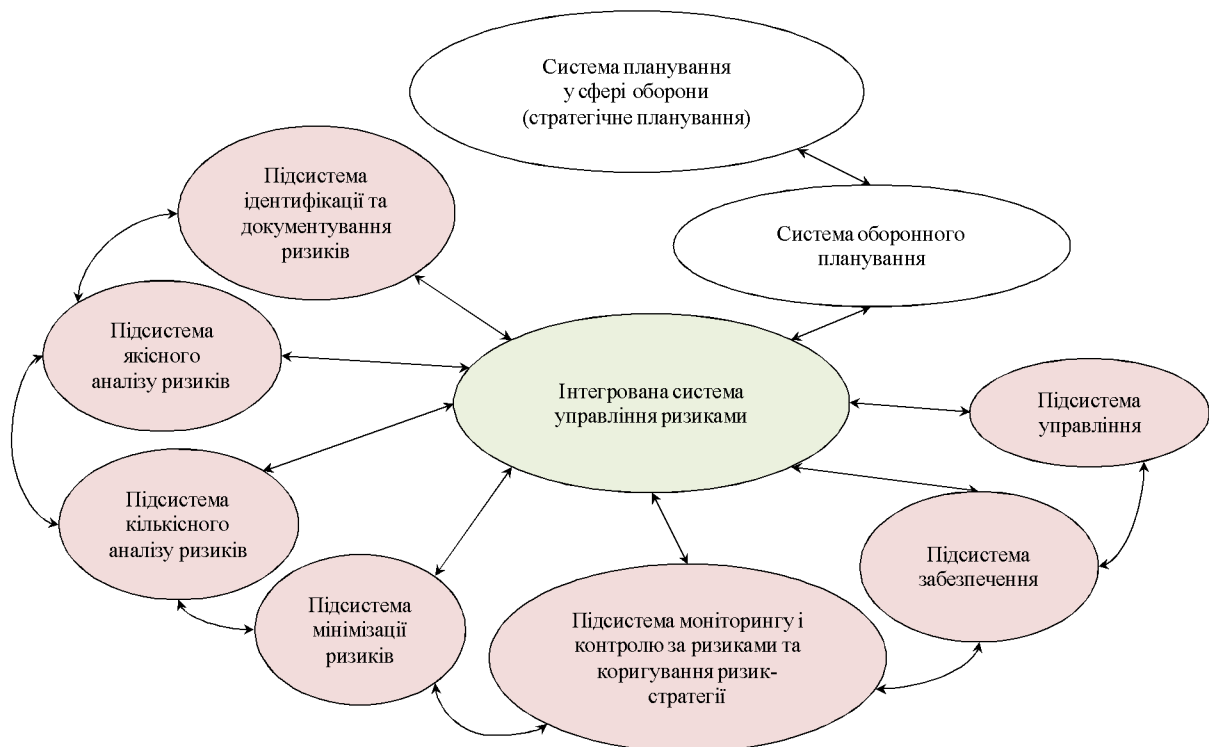 Система планування
у сфері оборони
(стратегічне планування)
Підсистема
ідентифікації та
документування
ризиків
Система оборонного
планування
Підсистема
якісного
аналізу ризиків
Інтегрована система
управління ризиками
Підсистема
управління
Підсистема
кількісного
аналізу ризиків
Підсистема
забезпечення
Підсистема
мінімізації
ризиків
Підсистема моніторингу і
контролю за ризиками та
коригування ризик-
стратегії